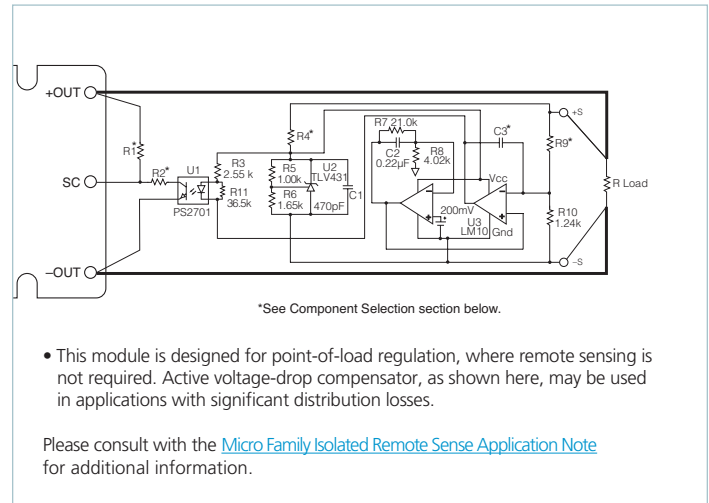 +OUT
SC
–OUT
R1*
R2*
U1
PS2701
R3
2.55 k
R11
36.5k
R4*
R5
1.00k
R6
1.65k
U2
TLV431
470pF
C1
R7 21.0k
C2
0.22µF
R8
4.02k
C3*
Vcc
200mV
U3
LM10
Gnd
+S
R9*
R Load
R10
1.24k
–S
*See Component Selection section below.
• This module is designed for point-of-load regulation, where remote sensing is
not required. Active voltage-drop compensator, as shown here, may be used
in applications with significant distribution losses.
Please consult with the Micro Family Isolated Remote Sense Application Note
for additional information.